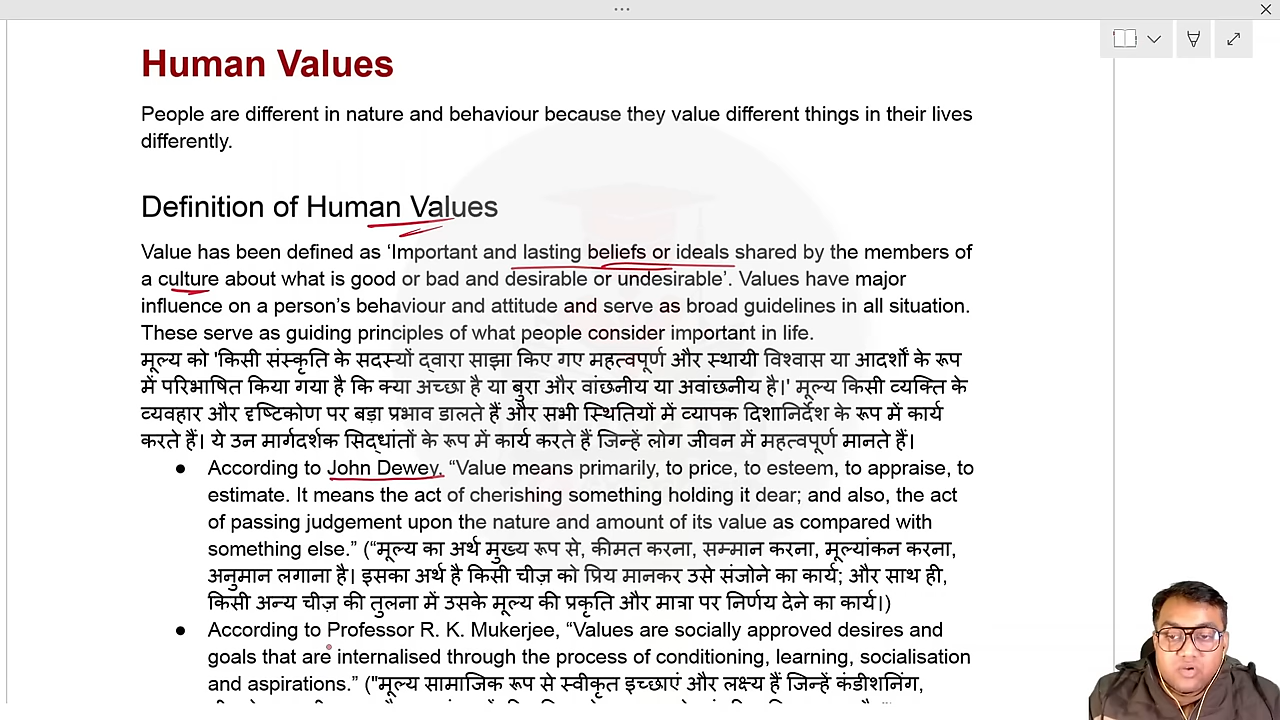 Human Values
People are different in nature and behaviour because they value different things in their lives
differently.
Definition of Human Values
Value has been defined as ‘Important and lasting beliefs or ideals shared by the members of
a culture about what is good or bad and desirable or undesirable’. Values have major
influence on a person’s behaviour and attitude and serve as broad guidelines in all situation.
These serve as guiding principles of what people consider important in life.
मूल्य को 'किसी संस्कृति के सदस्यों द्वारा साझा किए गए महत्वपूर्ण और स्थायी विश्वास या आदर्शों के रूप
में परिभाषित किया गया है कि क्या अच्छा है या बुरा और वांछनीय या अवांछनीय है।' मूल्य किसी व्यक्ति के
व्यवहार और दृष्टिकोण पर बड़ा प्रभाव डालते हैं और सभी स्थितियों में व्यापक दिशानिर्देश के रूप में कार्य
करते हैं। ये उन मार्गदर्शक सिद्धांतों के रूप में कार्य करते हैं जिन्हें लोग जीवन में महत्वपूर्ण मानते हैं।
● According to John Dewey, “Value means primarily, to price, to esteem, to appraise, to
estimate. It means the act of cherishing something holding it dear; and also, the act
of passing judgement upon the nature and amount of its value as compared with
something else.” (“मूल्य का अर्थ मुख्य रूप से, कीमत करना, सम्मान करना, मूल्यांकन करना,
अनुमान लगाना है। इसका अर्थ है किसी चीज़ को प्रिय मानकर उसे संजोने का कार्य; और साथ ही,
किसी अन्य चीज़ की तुलना में उसके मूल्य की प्रकृति और मात्रा पर निर्णय देने का कार्य।)
● According to Professor R. K. Mukerjee, “Values are socially approved desires and
goals that are internalised through the process of conditioning, learning, socialisation
and aspirations.” ("मूल्य सामाजिक रूप से स्वीकृत इच्छाएं और लक्ष्य हैं जिन्हें कंडीशनिंग,